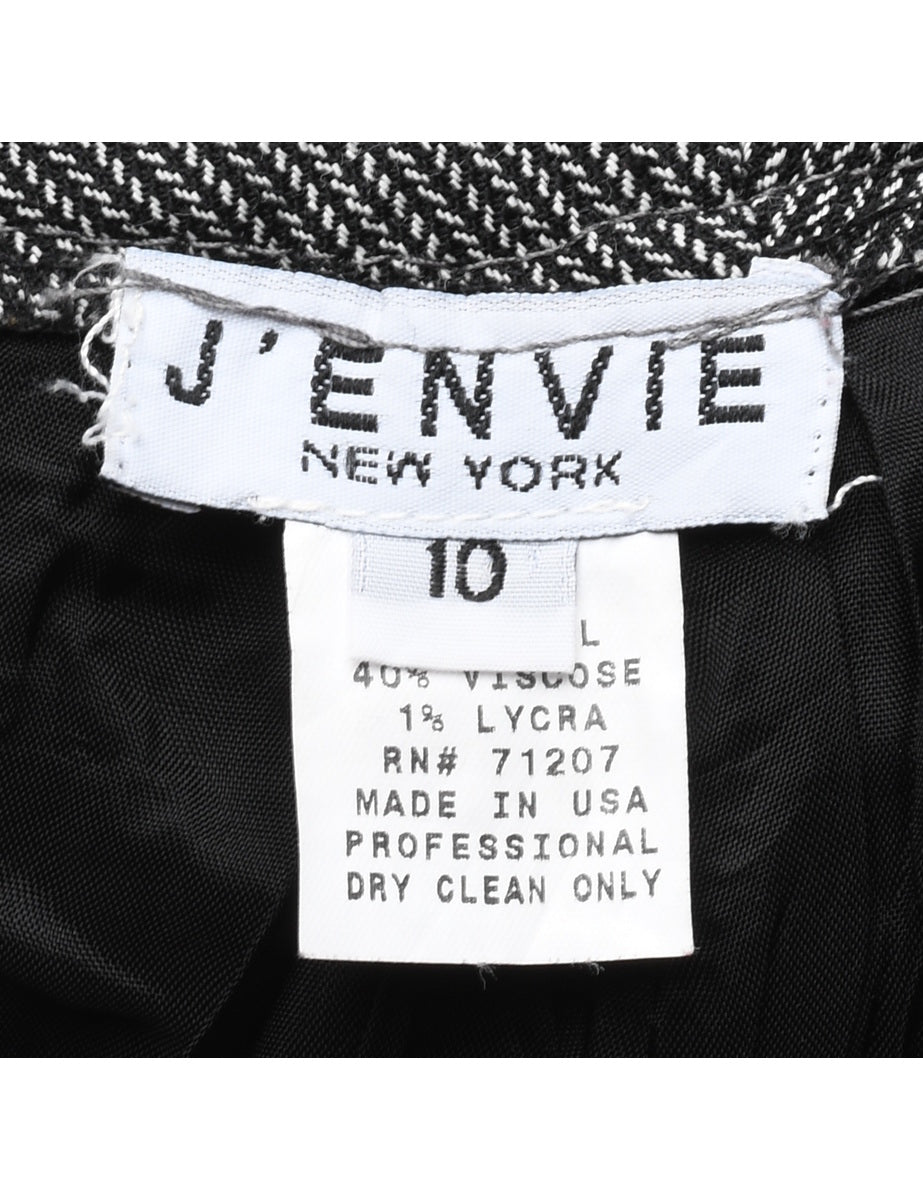 J'ENVIE
NEW YORK
10
L
40% VISCOSE
1% LYCRA
RN# 71207
MADE IN USA
PROFESSIONAL
DRY CLEAN ONLY